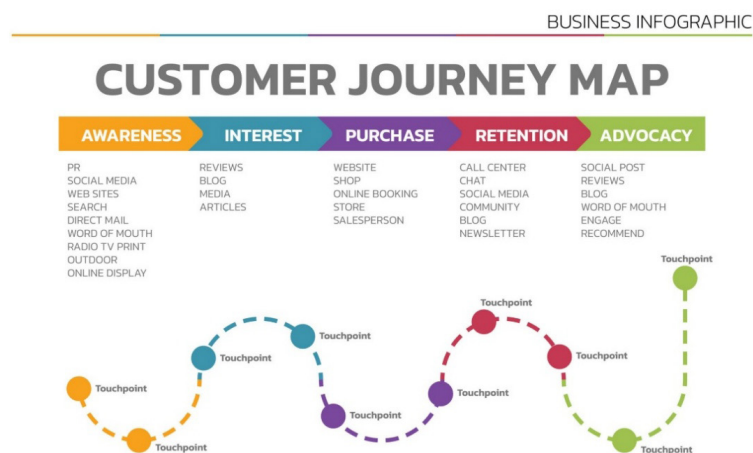 BUSINESS INFOGRAPHIC
CUSTOMER JOURNEY MAP
AWARENESS
PR
SOCIAL MEDIA
WEB SITES
SEARCH
DIRECT MAIL
WORD OF MOUTH
RADIO TV PRINT
OUTDOOR
ONLINE DISPLAY
INTEREST
REVIEWS
BLOG
MEDIA
ARTICLES
PURCHASE
WEBSITE
SHOP
ONLINE BOOKING
STORE
SALESPERSON
RETENTION
CALL CENTER
CHAT
SOCIAL MEDIA
COMMUNITY
BLOG
NEWSLETTER
ADVOCACY
SOCIAL POST
REVIEWS
BLOG
WORD OF MOUTH
ENGAGE
RECOMMEND
Touchpoint
Touchpoint
Touchpoint
Touchpoint
Touchpoint
Touchpoint
Touchpoint
Touchpoint
Touchpoint
Touchpoint